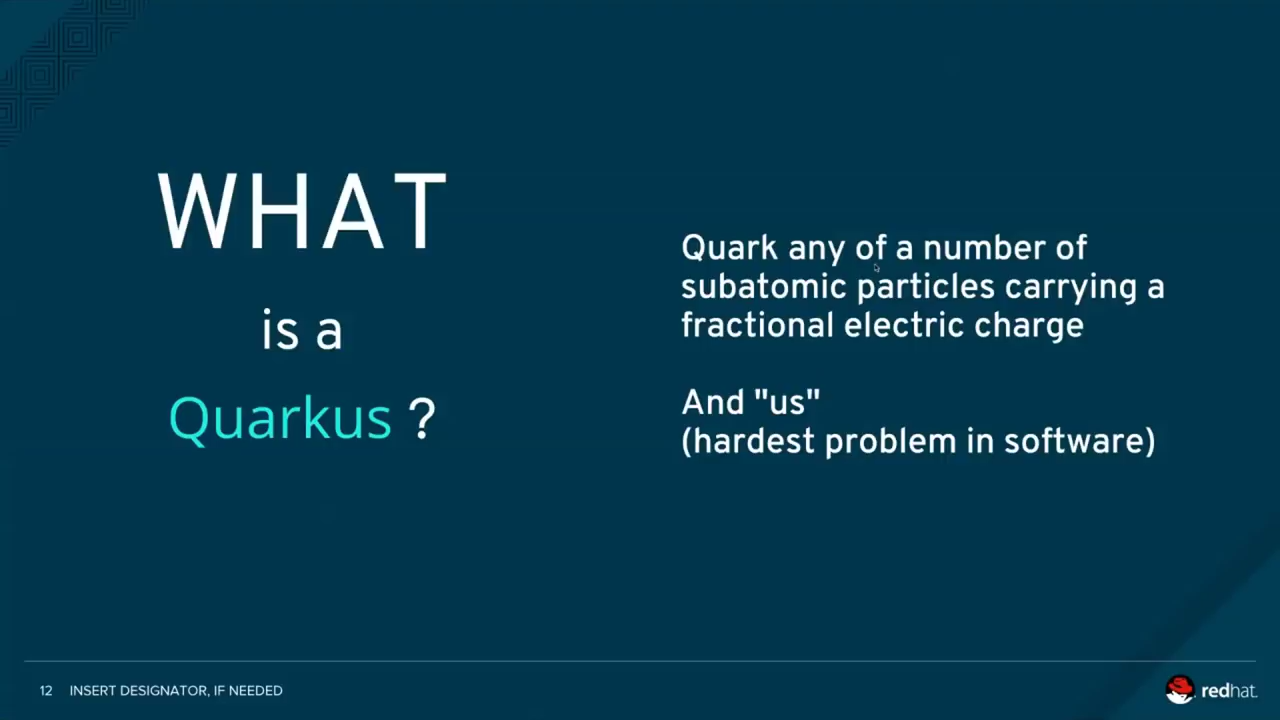 WHAT
is a
Quarkus ?
Quark any of a number of
subatomic particles carrying a
fractional electric charge
And "us"
(hardest problem in software)
12 INSERT DESIGNATOR, IF NEEDED
redhat.